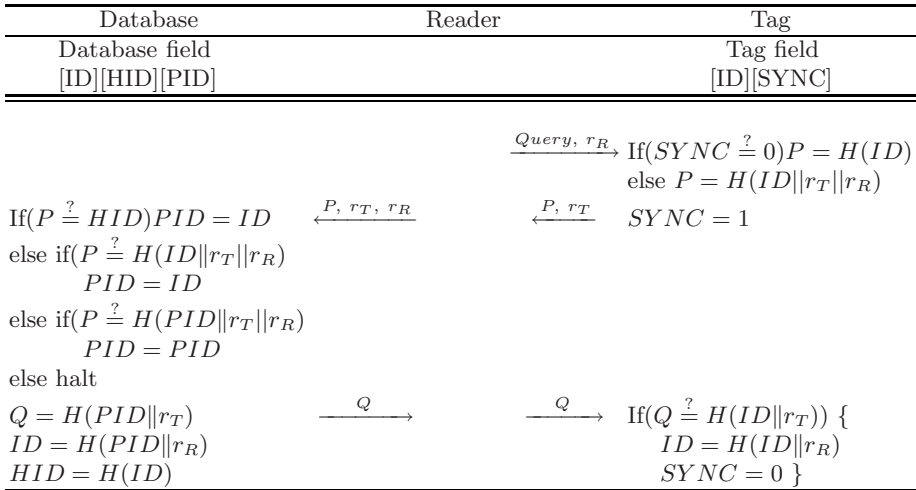 Database Reader Tag
Database field Tag field
[ID][HID][PID] [ID][SYNC]
Query, r_R If(SYNC ?= 0)P = H(ID)
else P = H(ID||r_T||r_R)
If(P ?= HID)PID = ID P, r_T, r_R P, r_T SYNC = 1
else if(P ?= H(ID||r_T||r_R)
PID = ID
else if(P ?= H(PID||r_T||r_R)
PID = PID
else halt
Q = H(PID||r_T) Q Q If(Q ?= H(ID||r_T)) {
ID = H(PID||r_R) ID = H(ID||r_R)
HID = H(ID) SYNC = 0 }